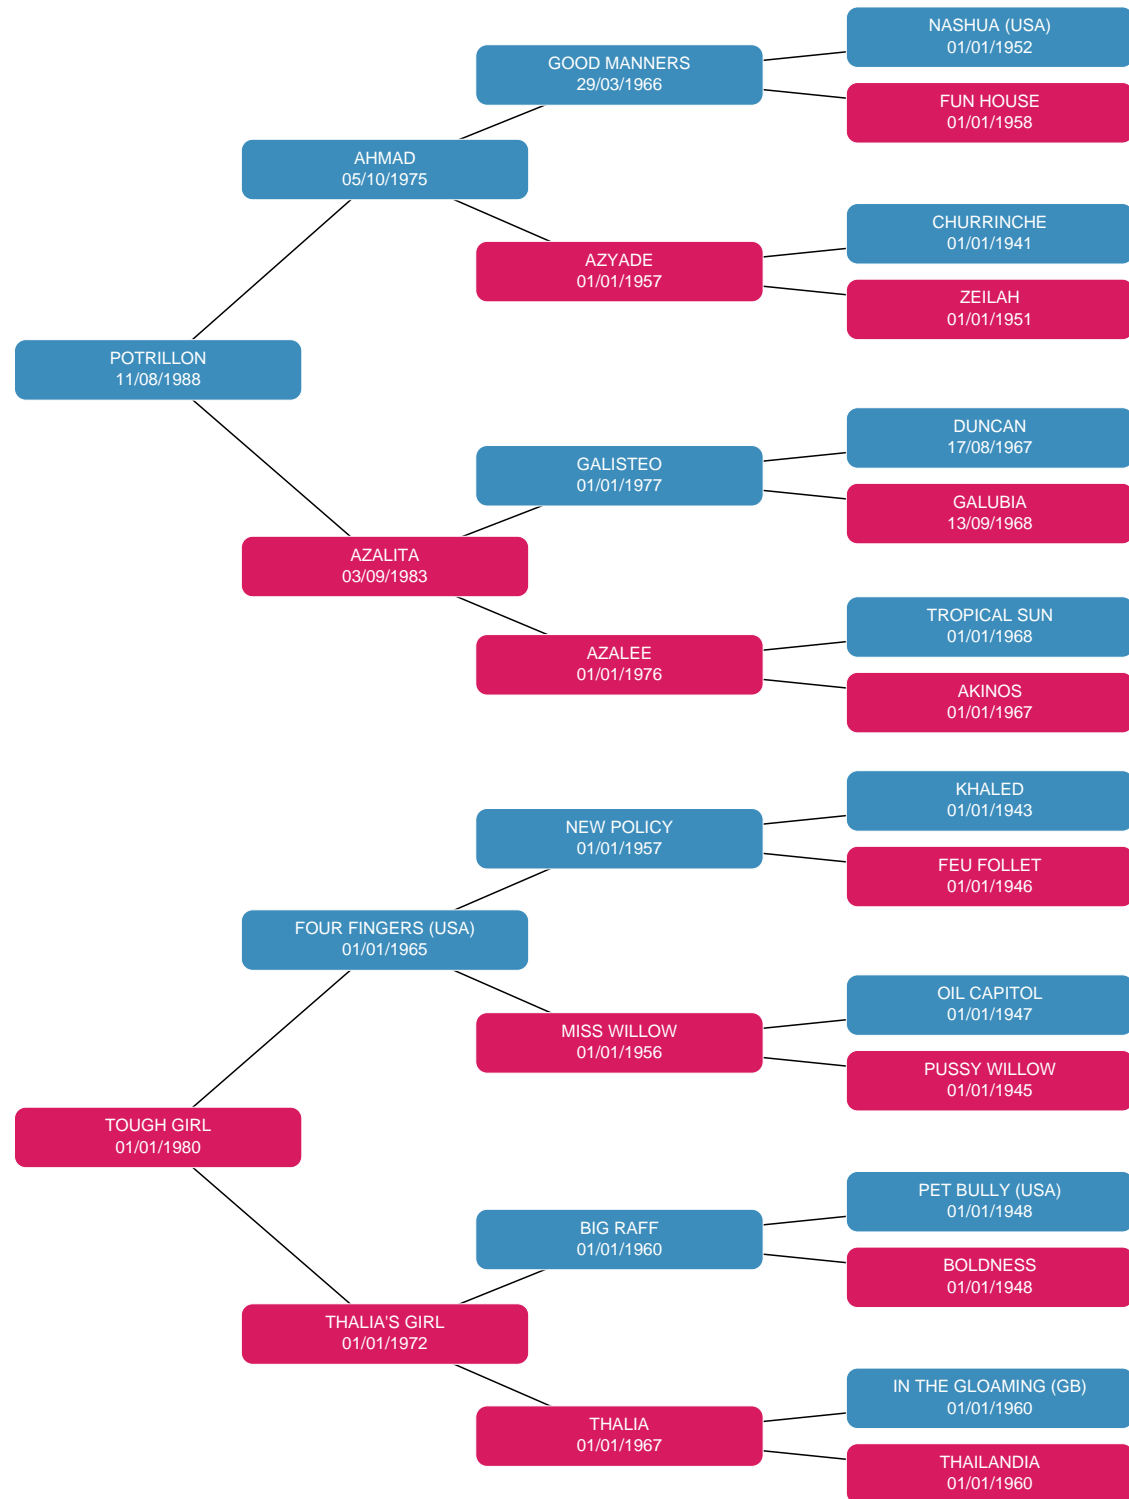 NASHUA (USA)
01/01/1952
GOOD MANNERS
29/03/1966
FUN HOUSE
01/01/1958
AHMAD
05/10/1975
CHURRINCHE
01/01/1941
AZYADE
01/01/1957
ZEILAH
01/01/1951
POTRILLON
11/08/1988
DUNCAN
17/08/1967
GALISTEO
01/01/1977
GALUBIA
13/09/1968
AZALITA
03/09/1983
TROPICAL SUN
01/01/1968
AZALEE
01/01/1976
AKINOS
01/01/1967
KHALED
01/01/1943
NEW POLICY
01/01/1957
FEU FOLLET
01/01/1946
FOUR FINGERS (USA)
01/01/1965
OIL CAPITOL
01/01/1947
MISS WILLOW
01/01/1956
PUSSY WILLOW
01/01/1945
TOUGH GIRL
01/01/1980
PET BULLY (USA)
01/01/1948
BIG RAFF
01/01/1960
BOLDNESS
01/01/1948
THALIA'S GIRL
01/01/1972
IN THE GLOAMING (GB)
01/01/1960
THALIA
01/01/1967
THAILANDIA
01/01/1960